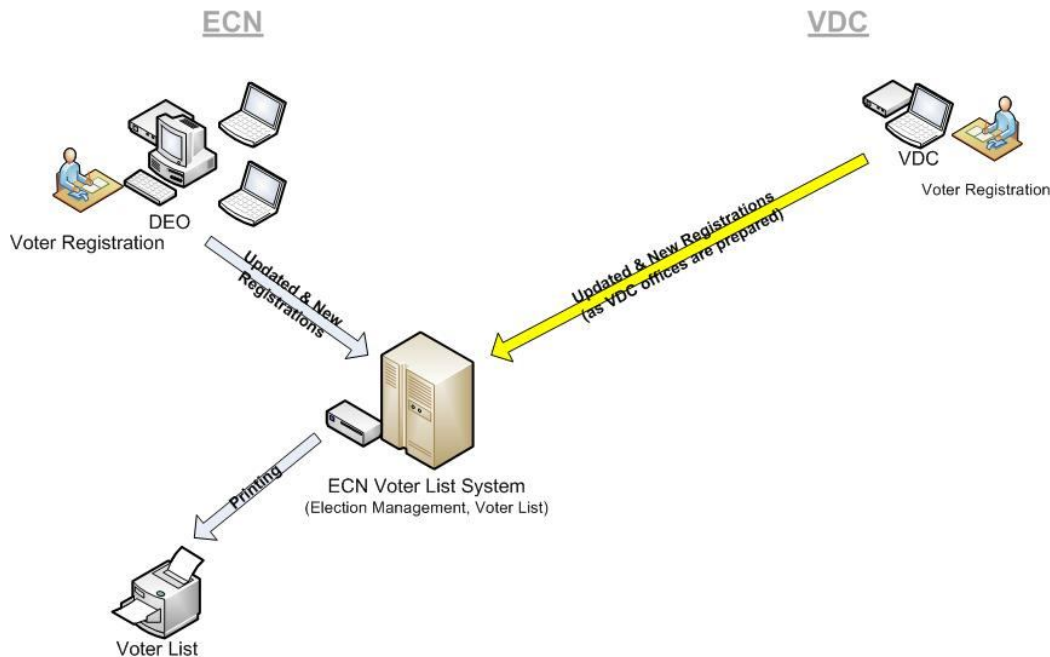 ECN
VDC
DEO
Voter Registration
VDC
Voter Registration
Updated & New
Registrations
Updated & New Registrations
(as VDC offices are prepared)
ECN Voter List System
(Election Management, Voter List)
Printing
Voter List